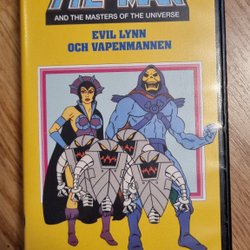 HE-MAN
AND THE MASTERS OF THE UNIVERSE
EVIL LYNN
OCH VAPENMANNEN